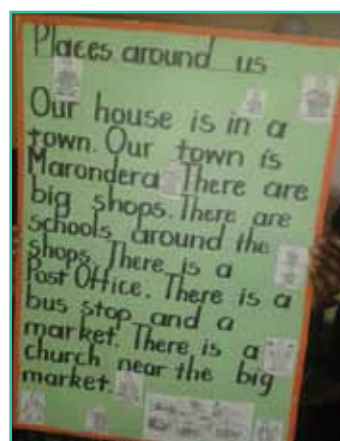 Places around us
Our house is in a
town. Our town is
Marondera. There are
big shops. There are
schools around the
shops. There is a
Post Office. There is a
bus stop and a
market. There is a
church near the big
market.